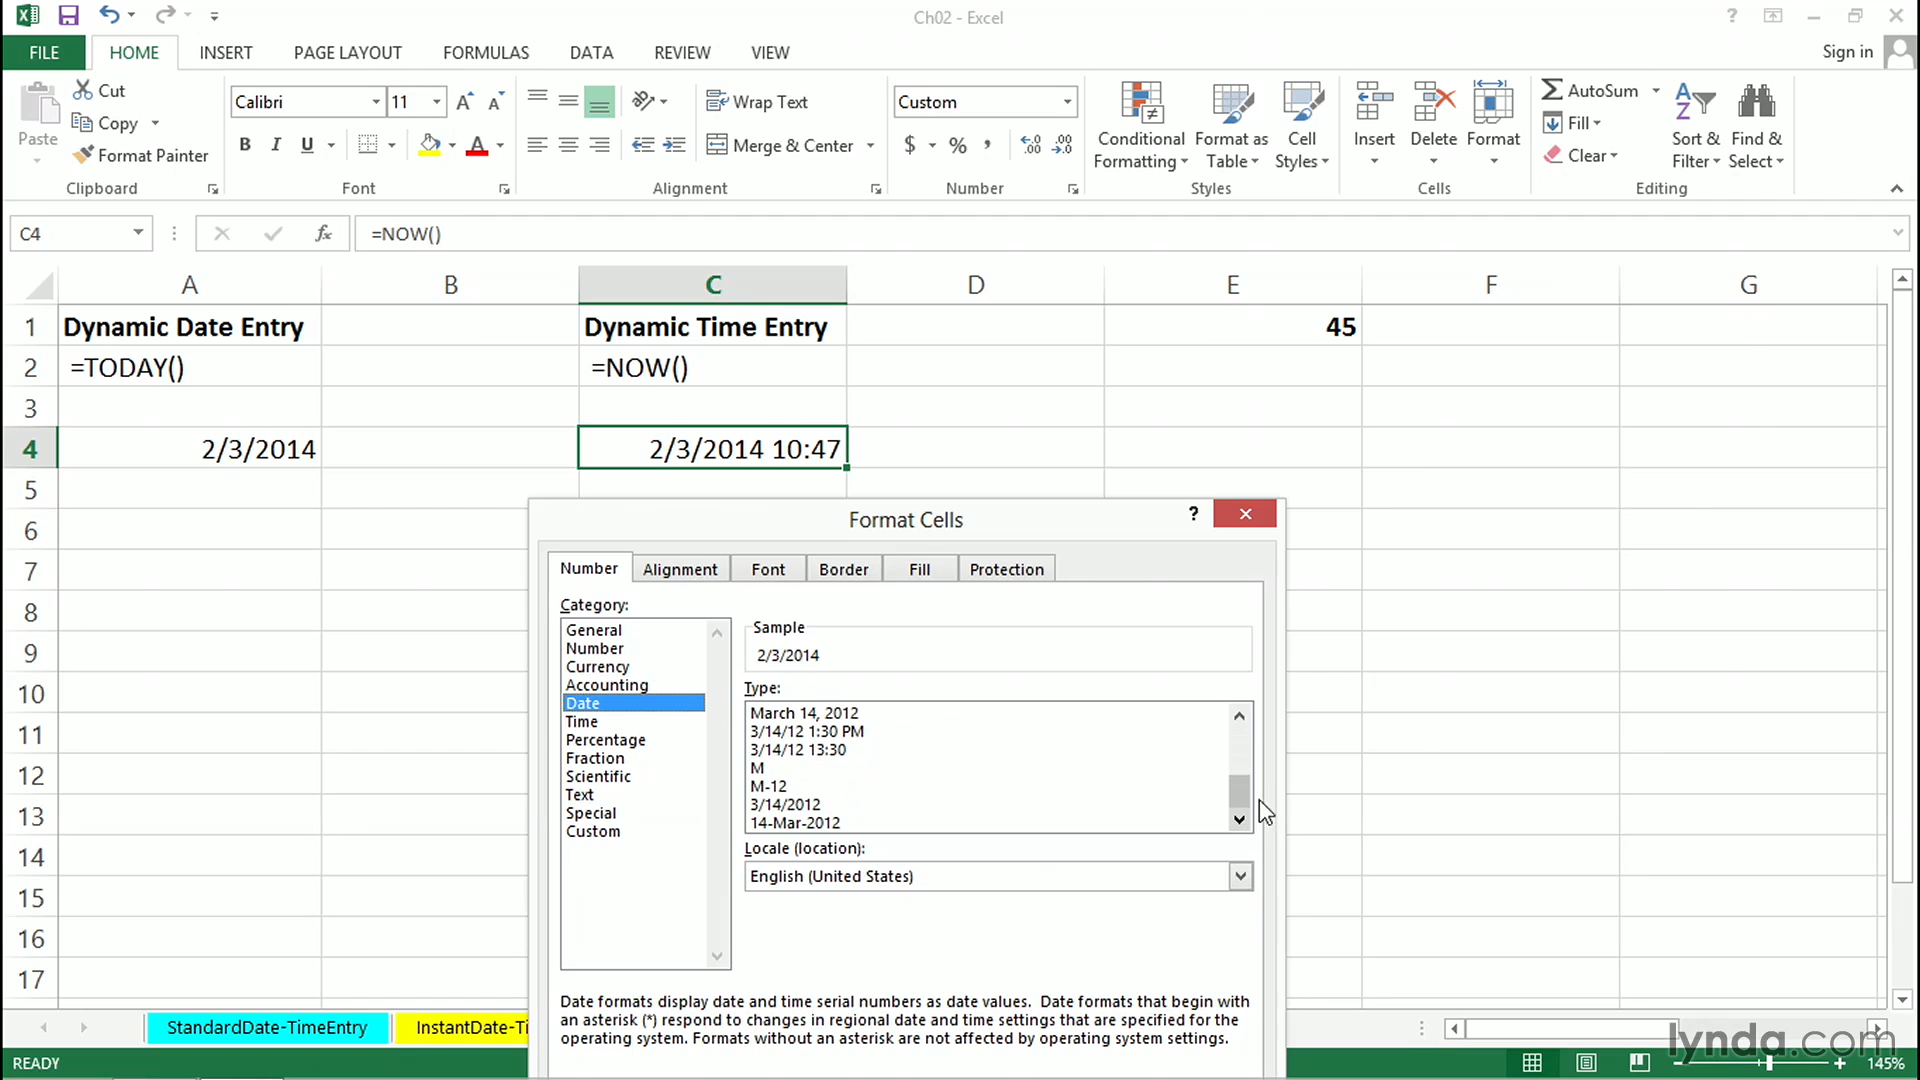 Ch02 - Excel
?
FILE HOME INSERT PAGE LAYOUT FORMULAS DATA REVIEW VIEW Sign in
Paste
Cut
Copy
Format Painter
Clipboard
Calibri 11
B I U A
Font
Wrap Text
Merge & Center
Alignment
Custom
$ % ,
Number
Conditional Formatting
Format as Table
Cell Styles
Styles
Insert Delete Format
Cells
AutoSum
Fill
Clear
Sort & Filter
Find & Select
Editing
C4 fx =NOW()
A B C D E F G
1 Dynamic Date Entry Dynamic Time Entry 45
2 =TODAY() =NOW()
3
4 2/3/2014 2/3/2014 10:47
5
6
7
8
9
10
11
12
13
14
15
16
17
Format Cells ?
Number Alignment Font Border Fill Protection
Category:
General
Number
Currency
Accounting
Date
Time
Percentage
Fraction
Scientific
Text
Special
Custom
Sample
2/3/2014
Type:
March 14, 2012
3/14/12 1:30 PM
3/14/12 13:30
M
M-12
3/14/2012
14-Mar-2012
Locale (location):
English (United States)
Date formats display date and time serial numbers as date values. Date formats that begin with
an asterisk (*) respond to changes in regional date and time settings that are specified for the
operating system. Formats without an asterisk are not affected by operating system settings.
StandardDate-TimeEntry InstantDate-Ti
READY
lynda.com
145%